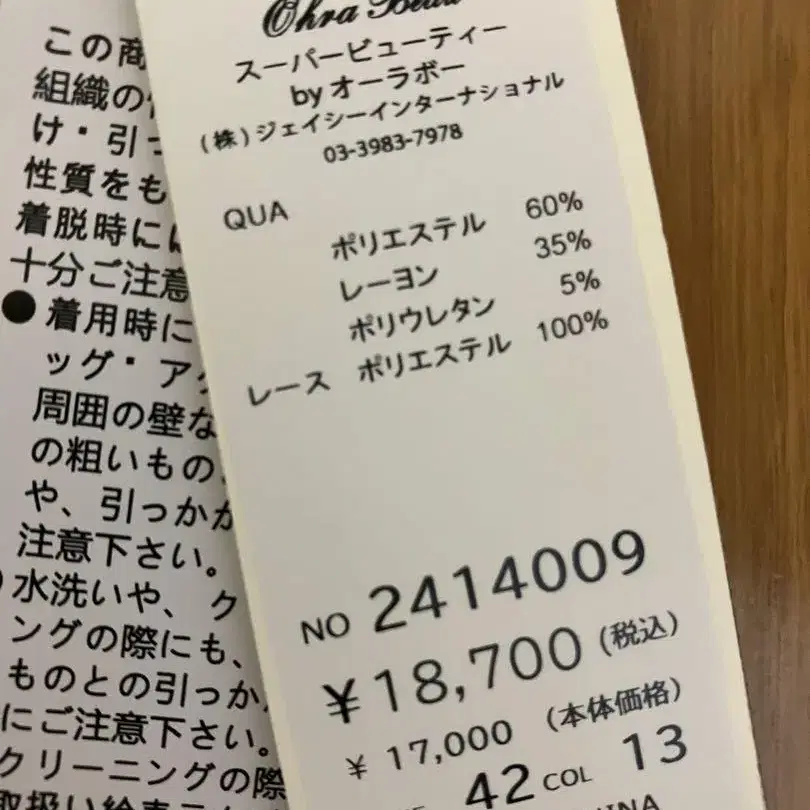 Ohra Beau
スーパービューティー
by オーラボー
(株)ジェイシーインターナショナル
03-3983-7978
QUA
ポリエステル 60%
レーヨン 35%
ポリウレタン 5%
レース ポリエステル 100%
NO 2414009
¥18,700 (税込)
¥ 17,000 (本体価格)
42 COL 13
この商
組織の
け・引っ
性質をも
着脱時に
十分ご注意
●着用時に
ッグ・ア
周囲の壁な
の粗いもの
や、引っかか
注意下さい。
水洗いや、ク
ングの際にも、
ものとの引っか
にご注意下さい。
クリーニングの際